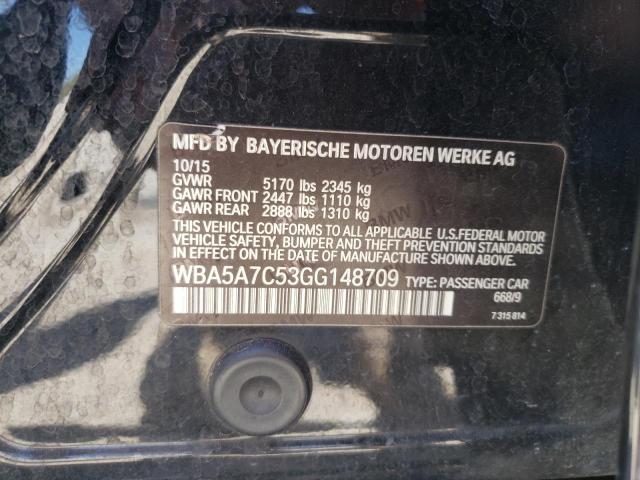 MFD BY BAYERISCHE MOTOREN WERKE AG
10/15
GVWR 5170 lbs 2345 kg
GAWR FRONT 2447 lbs 1110 kg
GAWR REAR 2888 lbs 1310 kg
THIS VEHICLE CONFORMS TO ALL APPLICABLE U.S.FEDERAL MOTOR
VEHICLE SAFETY, BUMPER, AND THEFT PREVENTION STANDARDS
IN EFFECT ON THE DATE OF MANUFACTURE SHOWN ABOVE.
WBA5A7C53GG148709 TYPE: PASSENGER CAR
668/9
7 315 814